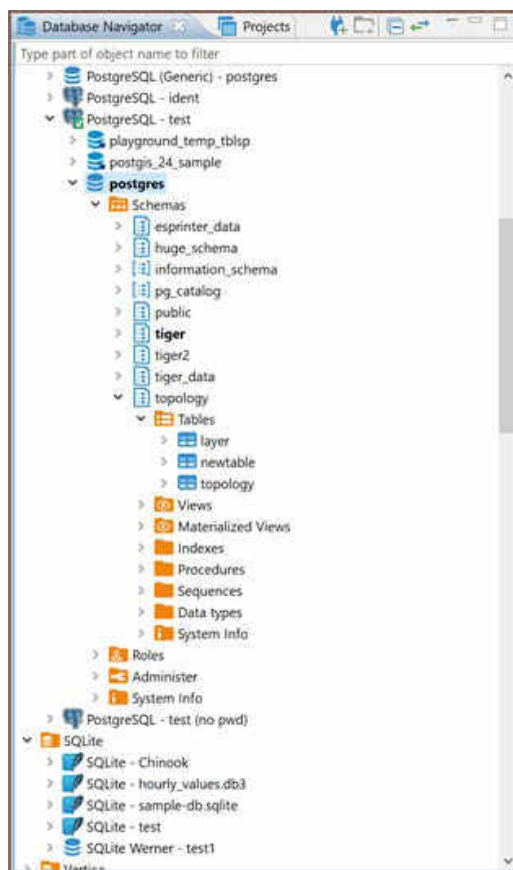 Database Navigator
Projects
Type part of object name to filter
PostgreSQL (Generic) - postgres
PostgreSQL - ident
PostgreSQL - test
playground_temp_tblsp
postgis_24_sample
postgres
Schemas
esprinter_data
huge_schema
information_schema
pg_catalog
public
tiger
tiger2
tiger_data
topology
Tables
layer
newtable
topology
Views
Materialized Views
Indexes
Procedures
Sequences
Data types
System Info
Roles
Administer
System Info
PostgreSQL - test (no pwd)
SQLite
SQLite - Chinook
SQLite - hourly_values.db3
SQLite - sample-db.sqlite
SQLite - test
SQLite Werner - test1
Vertica